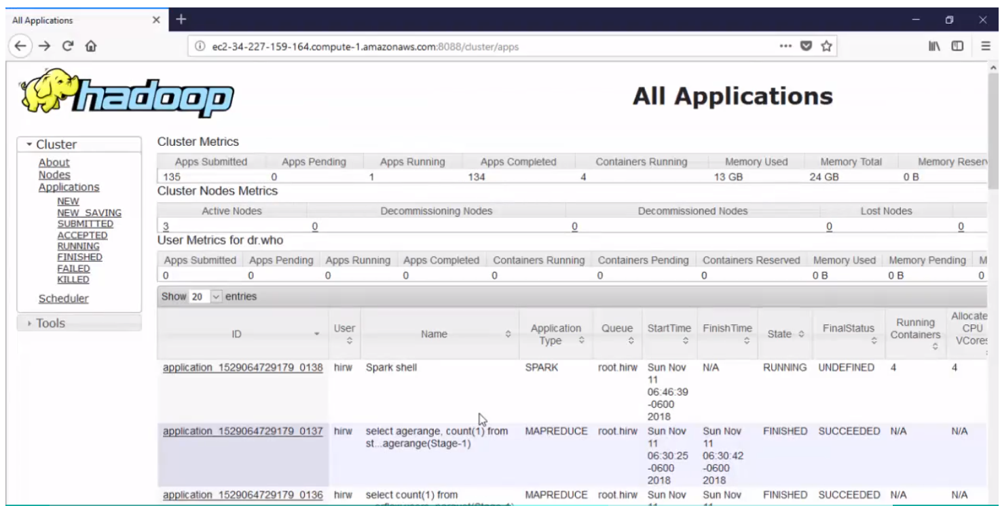 All Applications
ec2-34-227-159-164.compute-1.amazonaws.com:8088/cluster/apps
hadoop
All Applications
Cluster
About
Nodes
Applications
NEW
NEW_SAVING
SUBMITTED
ACCEPTED
RUNNING
FINISHED
FAILED
KILLED
Scheduler
Tools
Cluster Metrics
Apps Submitted Apps Pending Apps Running Apps Completed Containers Running Memory Used Memory Total Memory Reserv
135 0 1 134 4 13 GB 24 GB 0 B
Cluster Nodes Metrics
Active Nodes Decommissioning Nodes Decommissioned Nodes Lost Nodes
3 0 0 0 0
User Metrics for dr.who
Apps Submitted Apps Pending Apps Running Apps Completed Containers Running Containers Pending Containers Reserved Memory Used Memory Pending M
0 0 0 0 0 0 0 0 B 0 B 0
Show 20 entries
ID User Name Application Type Queue StartTime FinishTime State FinalStatus Running Containers Allocate CPU VCores
application_1529064729179_0138 hirw Spark shell SPARK root.hirw Sun Nov N/A RUNNING UNDEFINED 4 4
11
06:46:39
-0600
2018
application_1529064729179_0137 hirw select agerange, count(1) from MAPREDUCE root.hirw Sun Nov Sun Nov FINISHED SUCCEEDED N/A N/A
st...agerange(Stage-1) 11 11
06:30:25 06:30:42
-0600 -0600
2018 2018
application_1529064729179_0136 hirw select count(1) from MAPREDUCE root.hirw Sun Nov Sun Nov FINISHED SUCCEEDED N/A N/A